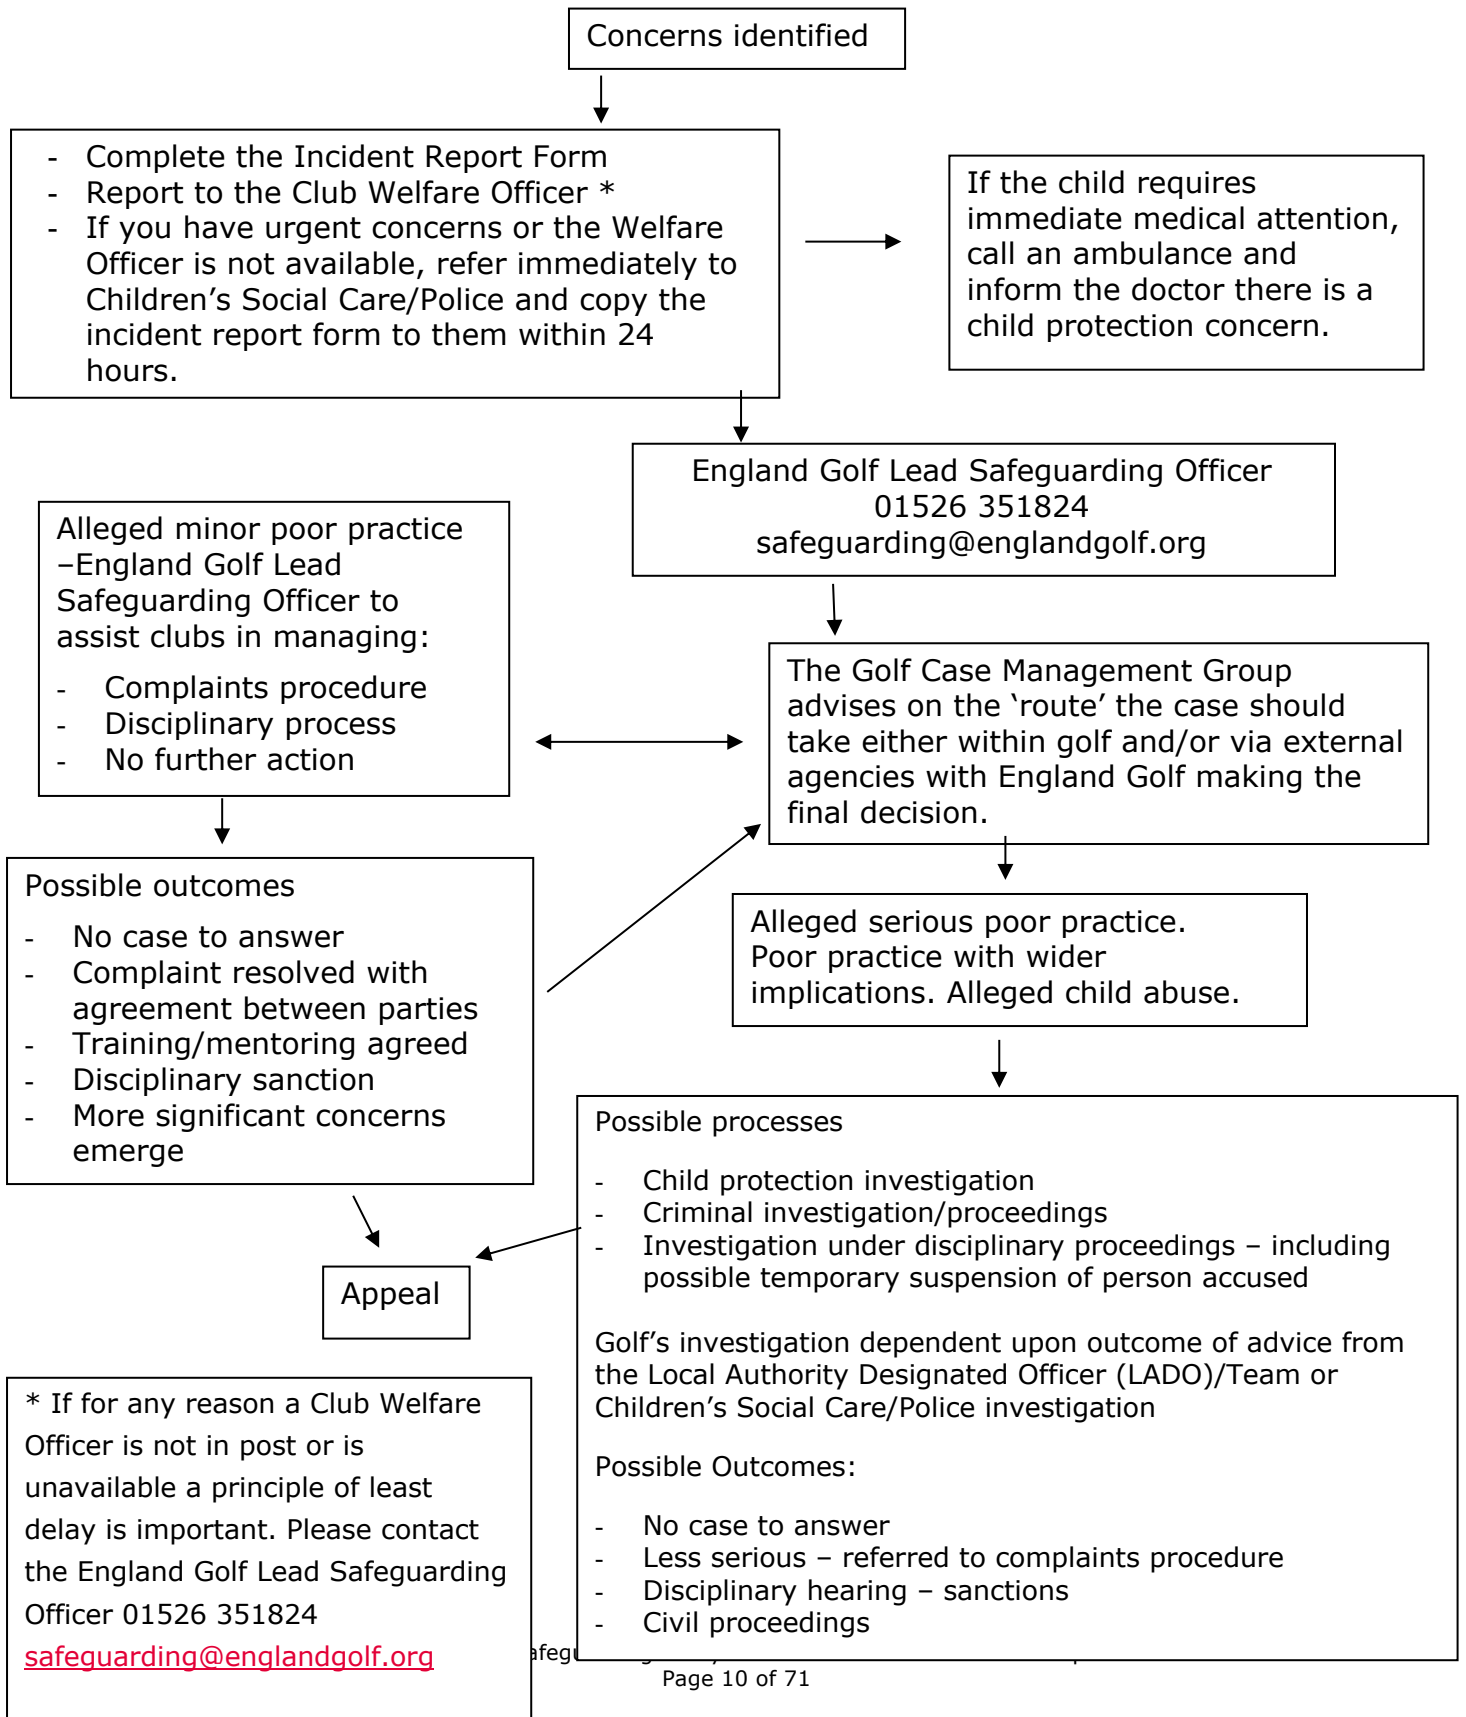 Concerns identified
- Complete the Incident Report Form
- Report to the Club Welfare Officer *
- If you have urgent concerns or the Welfare
Officer is not available, refer immediately to
Children’s Social Care/Police and copy the
incident report form to them within 24
hours.
If the child requires
immediate medical attention,
call an ambulance and
inform the doctor there is a
child protection concern.
England Golf Lead Safeguarding Officer
01526 351824
safeguarding@englandgolf.org
Alleged minor poor practice
–England Golf Lead
Safeguarding Officer to
assist clubs in managing:
- Complaints procedure
- Disciplinary process
- No further action
The Golf Case Management Group
advises on the ‘route’ the case should
take either within golf and/or via external
agencies with England Golf making the
final decision.
Possible outcomes
- No case to answer
- Complaint resolved with
agreement between parties
- Training/mentoring agreed
- Disciplinary sanction
- More significant concerns
emerge
Alleged serious poor practice.
Poor practice with wider
implications. Alleged child abuse.
Possible processes
- Child protection investigation
- Criminal investigation/proceedings
- Investigation under disciplinary proceedings – including
possible temporary suspension of person accused
Golf’s investigation dependent upon outcome of advice from
the Local Authority Designated Officer (LADO)/Team or
Children’s Social Care/Police investigation
Possible Outcomes:
- No case to answer
- Less serious – referred to complaints procedure
- Disciplinary hearing – sanctions
- Civil proceedings
Appeal
* If for any reason a Club Welfare
Officer is not in post or is
unavailable a principle of least
delay is important. Please contact
the England Golf Lead Safeguarding
Officer 01526 351824
safeguarding@englandgolf.org
Page 10 of 71